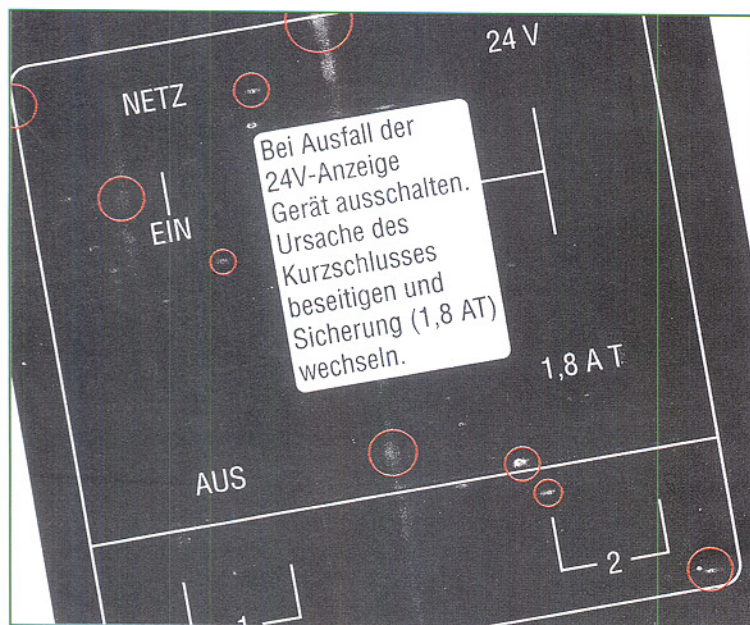 24 V
NETZ
Bei Ausfall der
24V-Anzeige
Gerät ausschalten.
Ursache des
Kurzschlusses
beseitigen und
Sicherung (1,8 AT)
wechseln.
EIN
1,8 A T
AUS
2
1